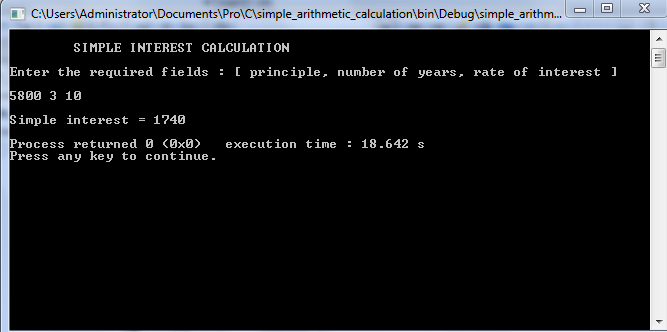 C:\Users\Administrator\Documents\Pro\C\simple_arithmetic_calculation\bin\Debug\simple_arithm...
SIMPLE INTEREST CALCULATION
Enter the required fields : [ principle, number of years, rate of interest ]
5800 3 10
Simple interest = 1740
Process returned 0 (0x0)   execution time : 18.642 s
Press any key to continue.